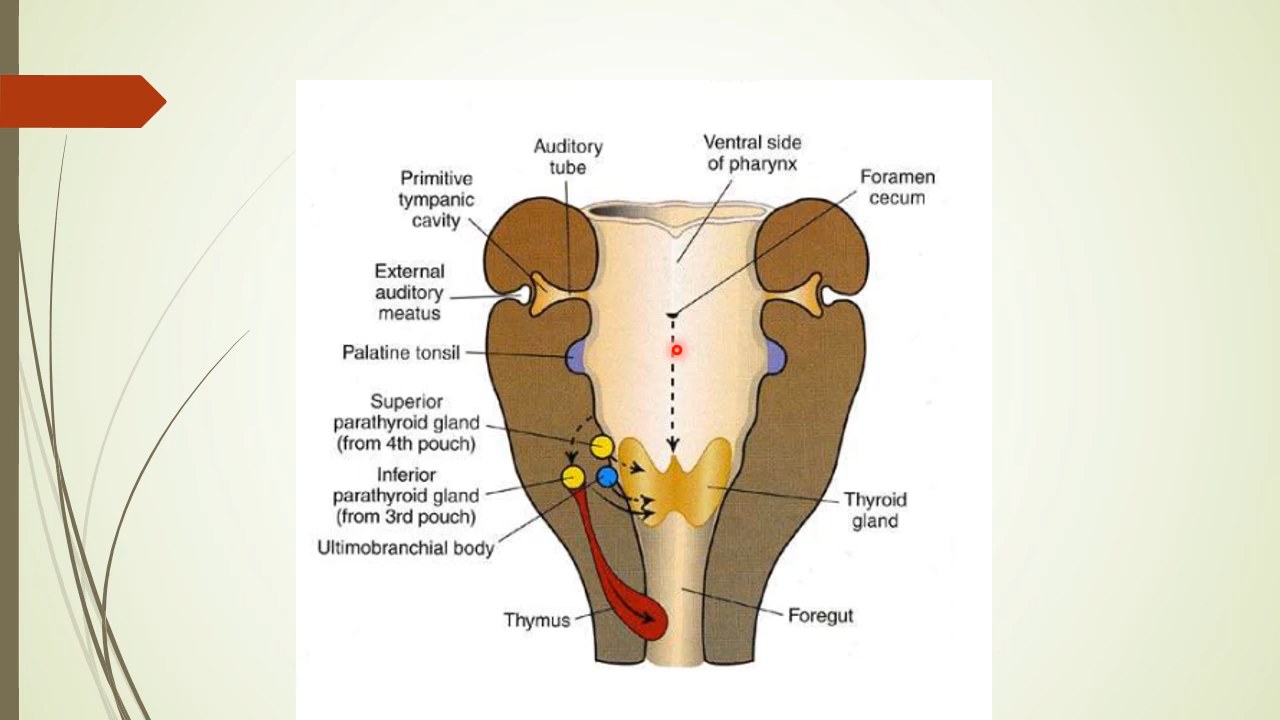 Auditory
tube
Ventral side
of pharynx
Primitive
tympanic
cavity
Foramen
cecum
External
auditory
meatus
Palatine tonsil
Superior
parathyroid gland
(from 4th pouch)
Inferior
parathyroid gland
(from 3rd pouch)
Thyroid
gland
Ultimobranchial body
Thymus
Foregut